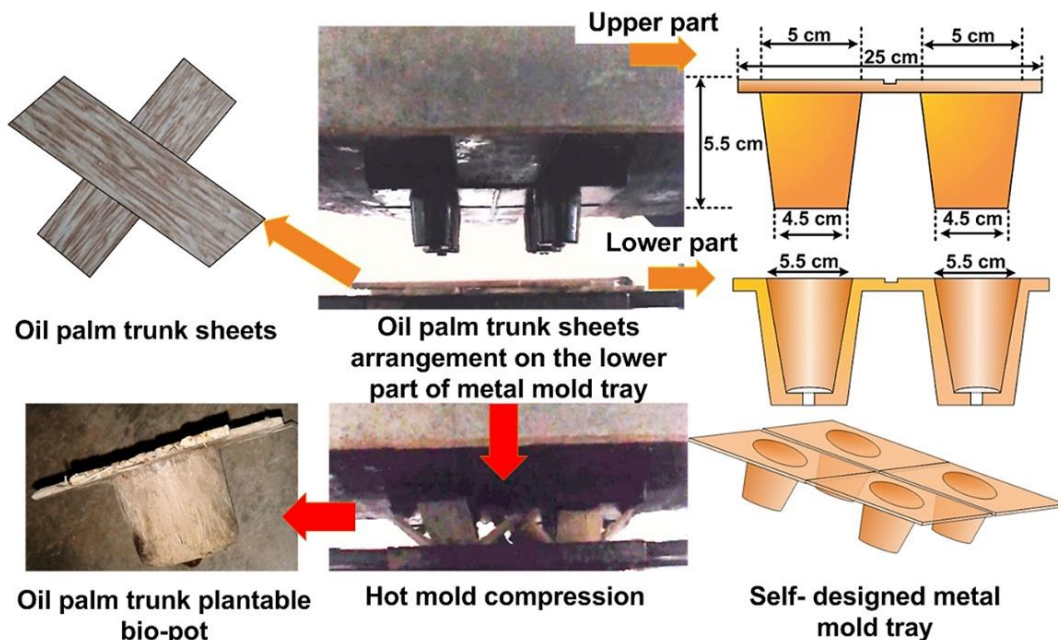 Upper part
5 cm
5 cm
25 cm
5.5 cm
4.5 cm
4.5 cm
Lower part
5.5 cm
5.5 cm
Oil palm trunk sheets
Oil palm trunk sheets
arrangement on the lower
part of metal mold tray
Oil palm trunk plantable
bio-pot
Hot mold compression
Self- designed metal
mold tray